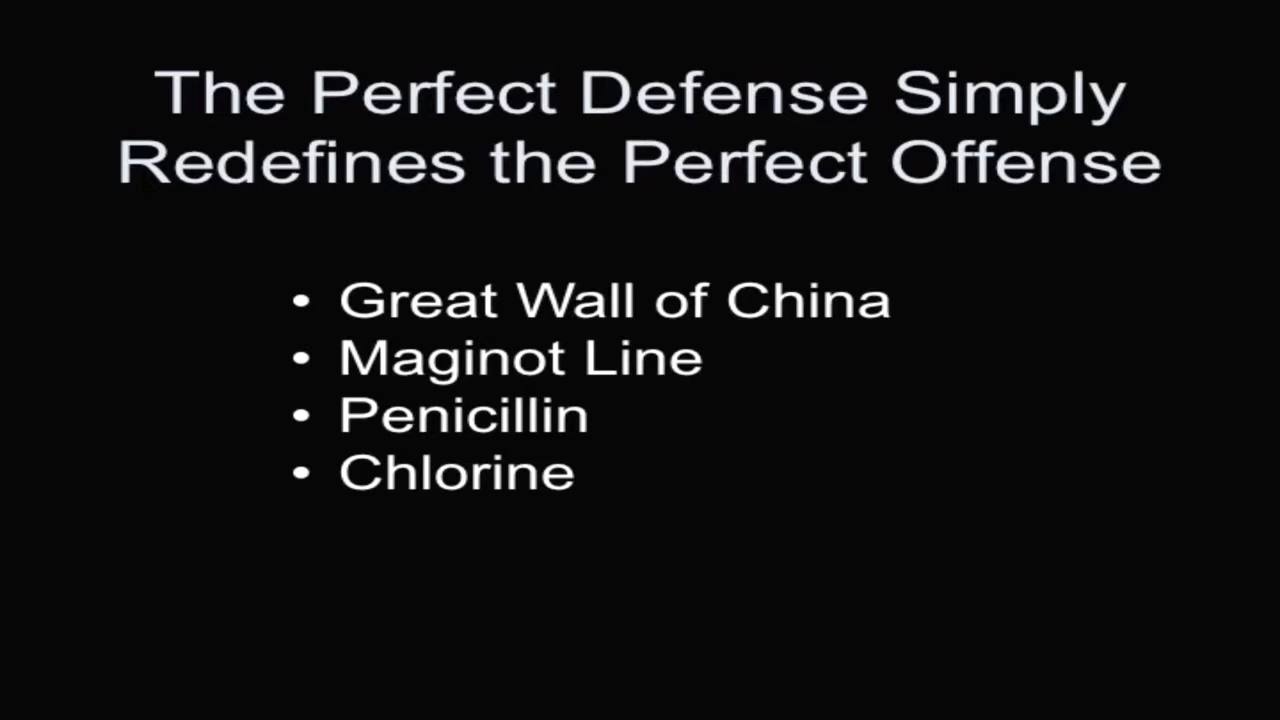 The Perfect Defense Simply
Redefines the Perfect Offense
• Great Wall of China
• Maginot Line
• Penicillin
• Chlorine